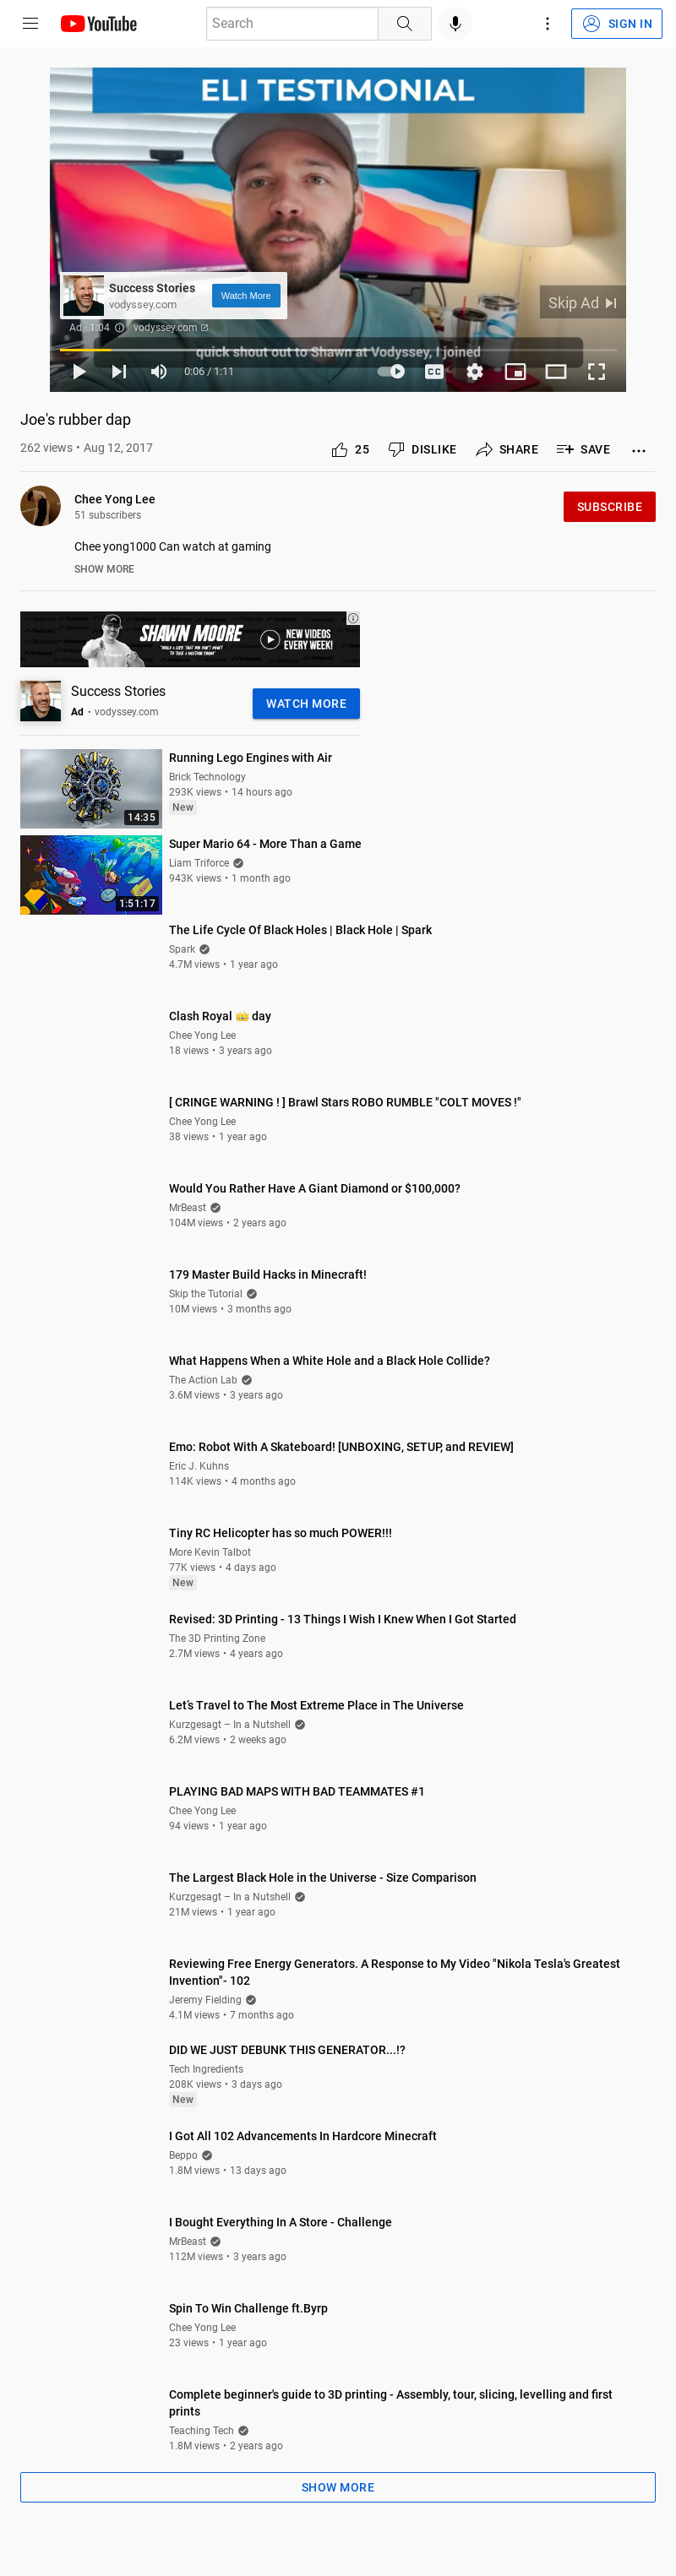 YouTube
Search
SIGN IN
ELI TESTIMONIAL
Success Stories
vodyssey.com
Watch More
Skip Ad
Ad · 1:04
vodyssey.com
quick shout out to Shawn at Vodyssey, I joined
0:06 / 1:11
CC
Joe's rubber dap
262 views • Aug 12, 2017
25
DISLIKE
SHARE
SAVE
Chee Yong Lee
51 subscribers
SUBSCRIBE
Chee yong1000 Can watch at gaming
SHOW MORE
SHAWN MOORE
NEW VIDEOS
EVERY WEEK!
Success Stories
Ad • vodyssey.com
WATCH MORE
14:35
Running Lego Engines with Air
Brick Technology
293K views • 14 hours ago
New
1:51:17
Super Mario 64 - More Than a Game
Liam Triforce
943K views • 1 month ago
The Life Cycle Of Black Holes | Black Hole | Spark
Spark
4.7M views • 1 year ago
Clash Royal 👑 day
Chee Yong Lee
18 views • 3 years ago
[ CRINGE WARNING ! ] Brawl Stars ROBO RUMBLE "COLT MOVES !"
Chee Yong Lee
38 views • 1 year ago
Would You Rather Have A Giant Diamond or $100,000?
MrBeast
104M views • 2 years ago
179 Master Build Hacks in Minecraft!
Skip the Tutorial
10M views • 3 months ago
What Happens When a White Hole and a Black Hole Collide?
The Action Lab
3.6M views • 3 years ago
Emo: Robot With A Skateboard! [UNBOXING, SETUP, and REVIEW]
Eric J. Kuhns
114K views • 4 months ago
Tiny RC Helicopter has so much POWER!!!
More Kevin Talbot
77K views • 4 days ago
New
Revised: 3D Printing - 13 Things I Wish I Knew When I Got Started
The 3D Printing Zone
2.7M views • 4 years ago
Let’s Travel to The Most Extreme Place in The Universe
Kurzgesagt – In a Nutshell
6.2M views • 2 weeks ago
PLAYING BAD MAPS WITH BAD TEAMMATES #1
Chee Yong Lee
94 views • 1 year ago
The Largest Black Hole in the Universe - Size Comparison
Kurzgesagt – In a Nutshell
21M views • 1 year ago
Reviewing Free Energy Generators. A Response to My Video "Nikola Tesla's Greatest
Invention"- 102
Jeremy Fielding
4.1M views • 7 months ago
DID WE JUST DEBUNK THIS GENERATOR...!?
Tech Ingredients
208K views • 3 days ago
New
I Got All 102 Advancements In Hardcore Minecraft
Beppo
1.8M views • 13 days ago
I Bought Everything In A Store - Challenge
MrBeast
112M views • 3 years ago
Spin To Win Challenge ft.Byrp
Chee Yong Lee
23 views • 1 year ago
Complete beginner's guide to 3D printing - Assembly, tour, slicing, levelling and first
prints
Teaching Tech
1.8M views • 2 years ago
SHOW MORE